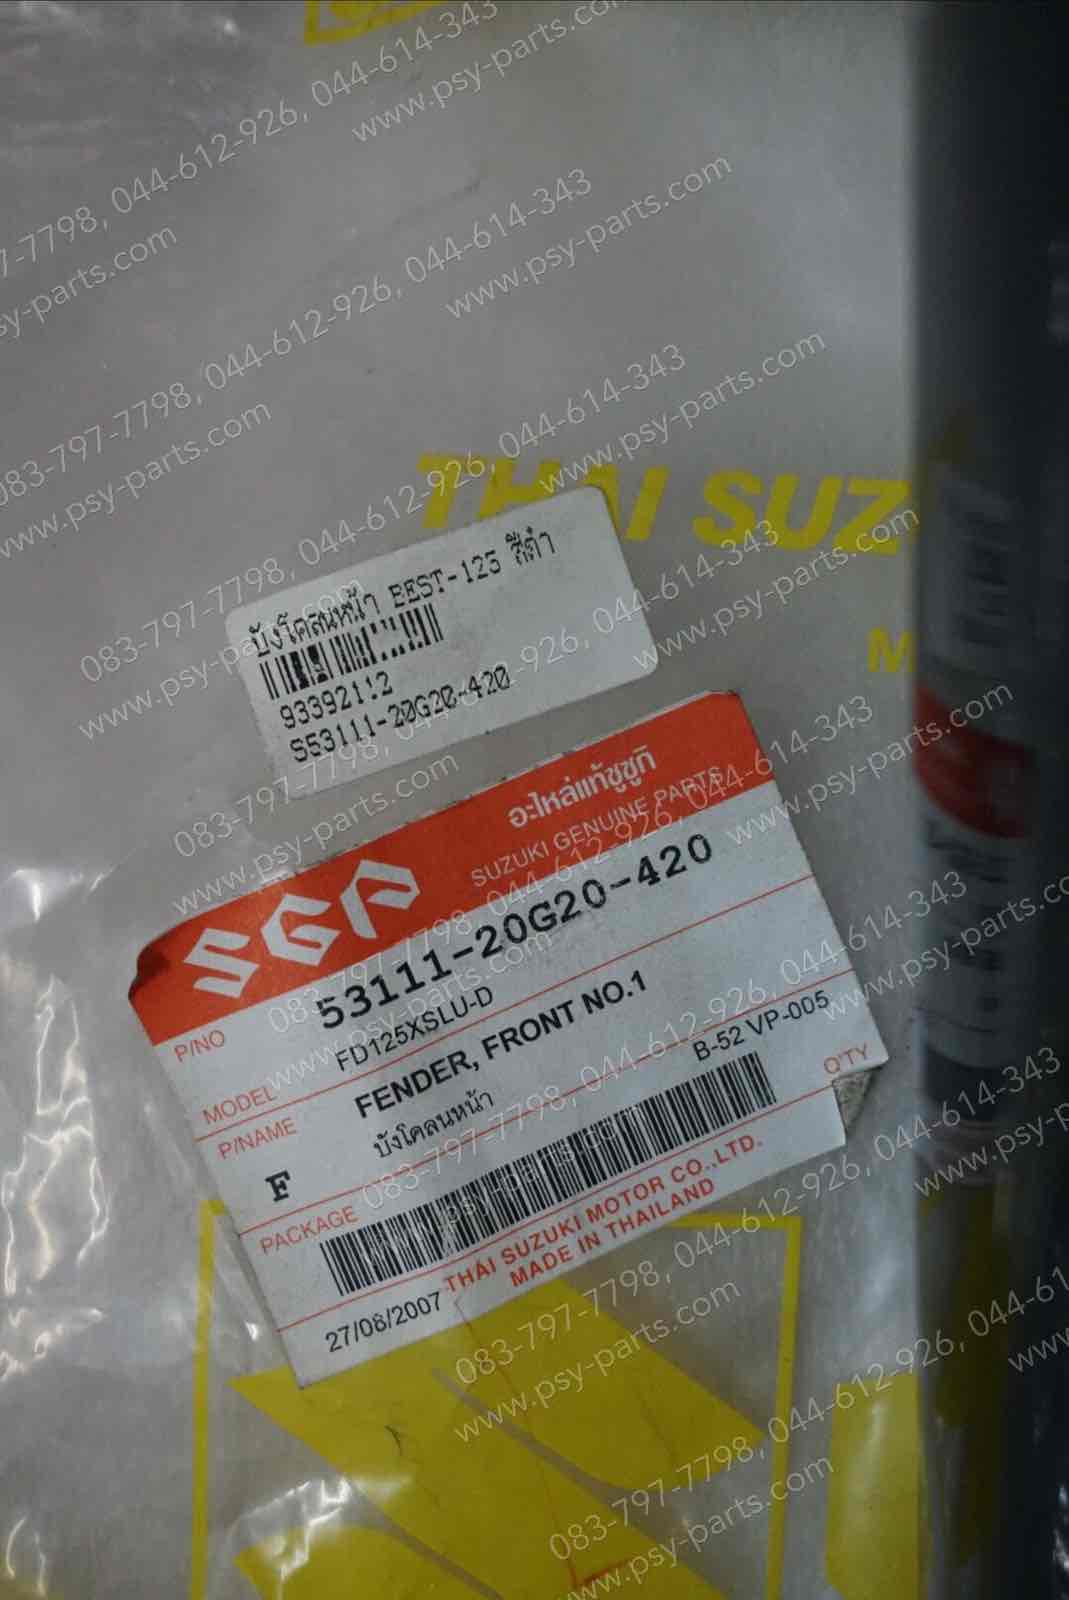 THAI SUZ
M
บังโคลนหน้า BEST-125 สีดำ
93392112
S53111-20G20-420
SGP
อะไหล่แท้ซูซูกิ
SUZUKI GENUINE PARTS
P/NO 53111-20G20-420
MODEL FD125XSLU-D
P/NAME FENDER, FRONT NO.1
บังโคลนหน้า
F
B-52 VP-005
PACKAGE
Q'TY
THAI SUZUKI MOTOR CO.,LTD.
MADE IN THAILAND
27/08/2007
083-797-7798, 044-612-926, 044-614-343
www.psy-parts.com